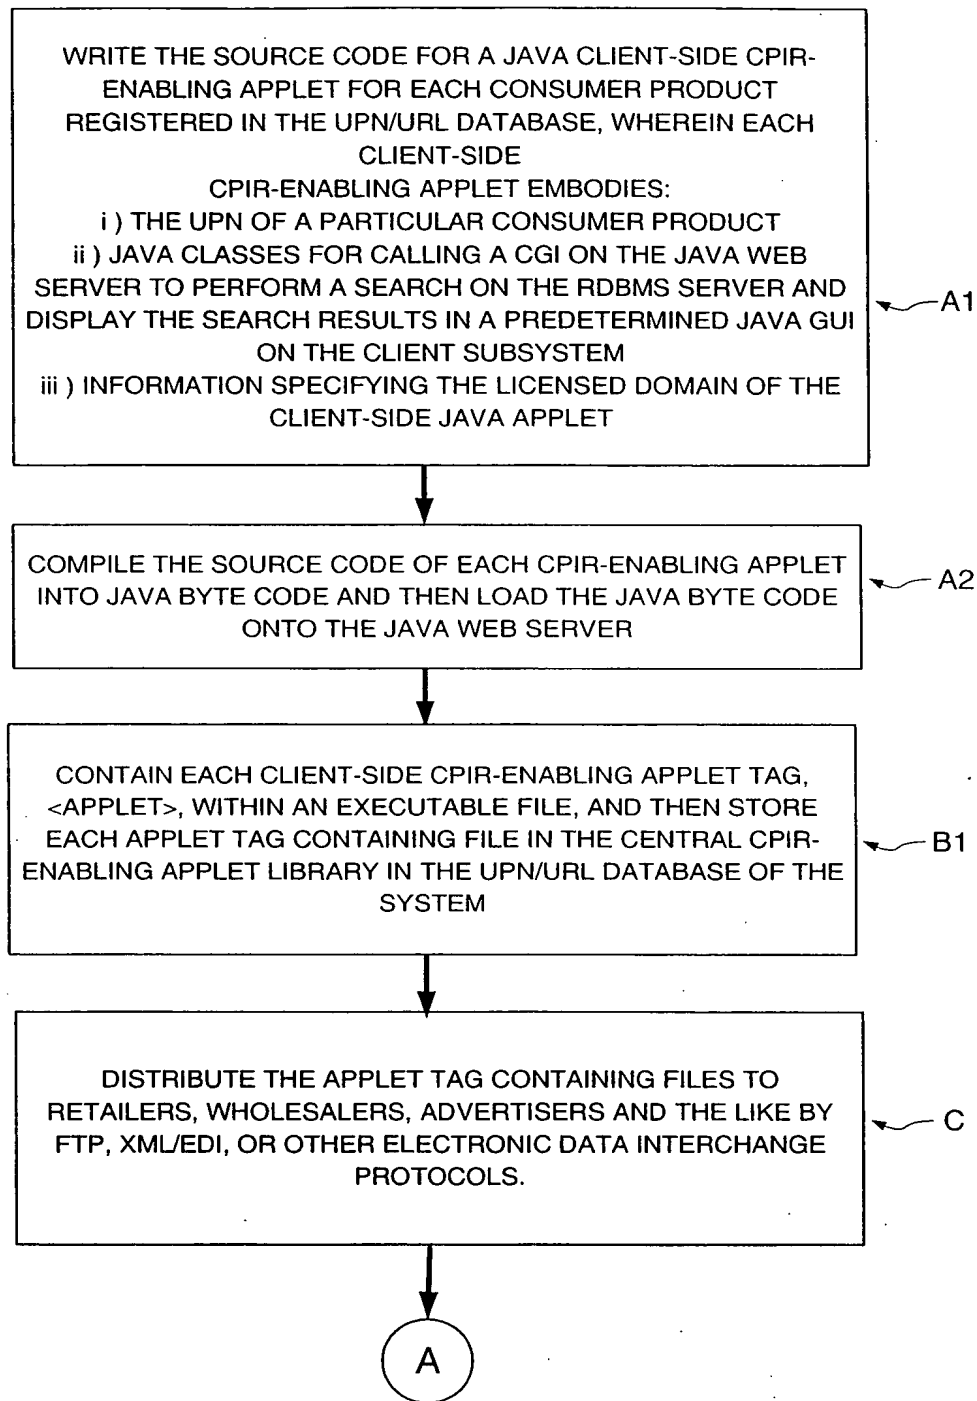 WRITE THE SOURCE CODE FOR A JAVA CLIENT-SIDE CPIR-
ENABLING APPLET FOR EACH CONSUMER PRODUCT
REGISTERED IN THE UPN/URL DATABASE, WHEREIN EACH
CLIENT-SIDE
CPIR-ENABLING APPLET EMBODIES:
i ) THE UPN OF A PARTICULAR CONSUMER PRODUCT
ii ) JAVA CLASSES FOR CALLING A CGI ON THE JAVA WEB
SERVER TO PERFORM A SEARCH ON THE RDBMS SERVER AND
DISPLAY THE SEARCH RESULTS IN A PREDETERMINED JAVA GUI
ON THE CLIENT SUBSYSTEM
iii ) INFORMATION SPECIFYING THE LICENSED DOMAIN OF THE
CLIENT-SIDE JAVA APPLET
A1
COMPILE THE SOURCE CODE OF EACH CPIR-ENABLING APPLET
INTO JAVA BYTE CODE AND THEN LOAD THE JAVA BYTE CODE
ONTO THE JAVA WEB SERVER
A2
CONTAIN EACH CLIENT-SIDE CPIR-ENABLING APPLET TAG,
<APPLET>, WITHIN AN EXECUTABLE FILE, AND THEN STORE
EACH APPLET TAG CONTAINING FILE IN THE CENTRAL CPIR-
ENABLING APPLET LIBRARY IN THE UPN/URL DATABASE OF THE
SYSTEM
B1
DISTRIBUTE THE APPLET TAG CONTAINING FILES TO
RETAILERS, WHOLESALERS, ADVERTISERS AND THE LIKE BY
FTP, XML/EDI, OR OTHER ELECTRONIC DATA INTERCHANGE
PROTOCOLS.
C
A